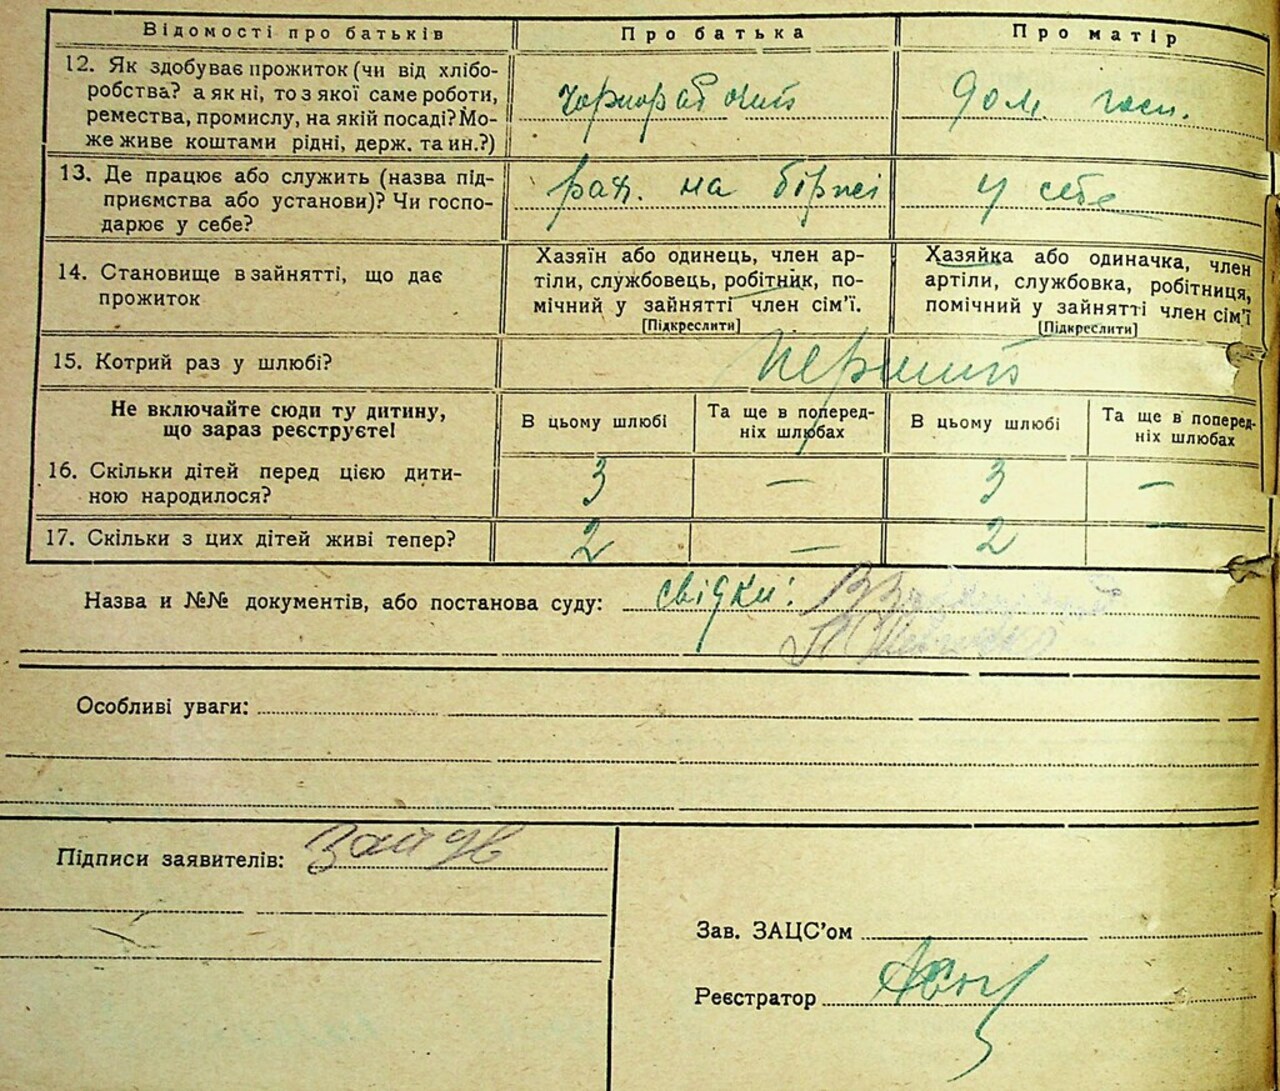 Відомості про батьків Про батька Про матір
12. Як здобуває прожиток (чи від хлібо-
робства? а як ні, то з якої саме роботи,
ремества, промислу, на якій посаді? Мо-
же живе коштами рідні, держ. та ин.?)
чорноробочий дом. госп.
13. Де працює або служить (назва під-
приємства або установи)? Чи госпо-
дарює у себе?
на біржі у себе
14. Становище в зайнятті, що дає
прожиток
Хазяїн або одинець, член ар-
тіли, службовець, робітник, по-
мічний у зайнятті член сім’ї.
[Підкреслити]
Хазяйка або одиначка, член
артіли, службовка, робітниця,
помічний у зайнятті член сім’ї
[Підкреслити]
15. Котрий раз у шлюбі? Перший
Не включайте сюди ту дитину,
що зараз реєструєте!
В цьому шлюбі
Та ще в поперед-
ніх шлюбах
В цьому шлюбі
Та ще в поперед-
ніх шлюбах
16. Скільки дітей перед цією дити-
ною народилося?
3 — 3 —
17. Скільки з цих дітей живі тепер? 2 — 2 —
Назва и №№ документів, або постанова суду: свідки:
Особливі уваги:
Підписи заявителів:
Зав. ЗАЦС’ом
Реєстратор